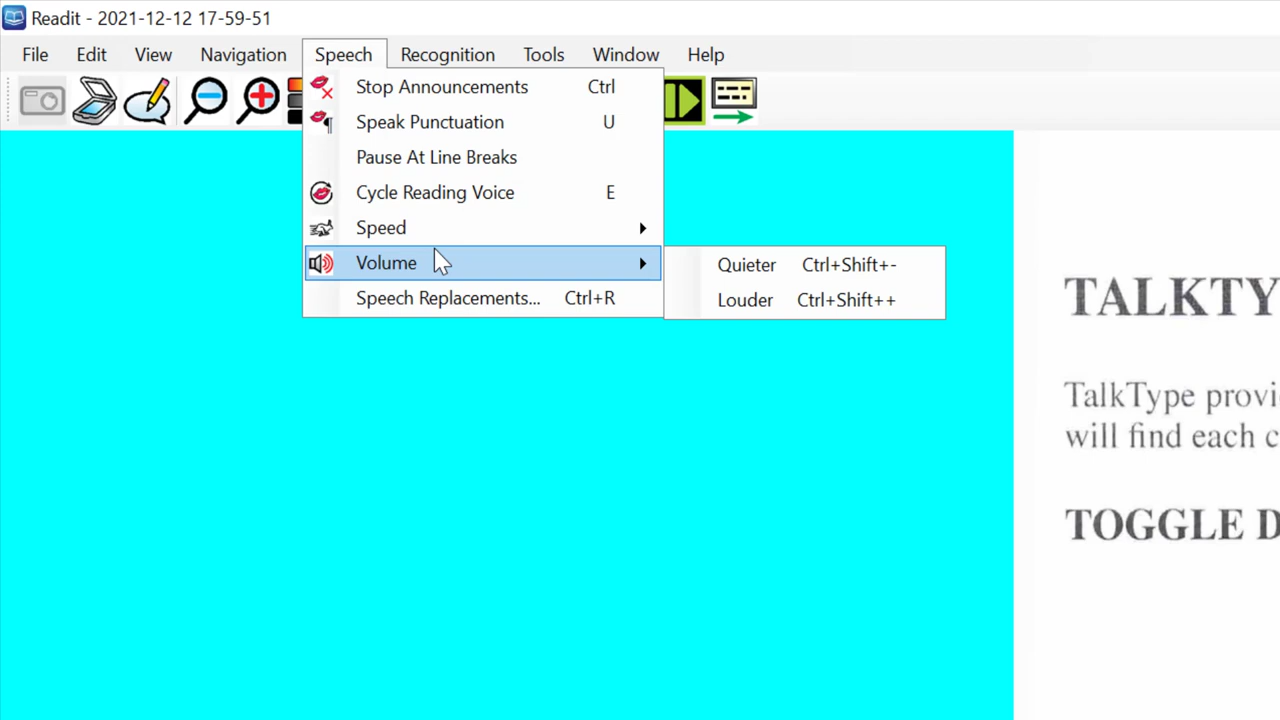 Readit - 2021-12-12 17-59-51
File Edit View Navigation Speech Recognition Tools Window Help
Stop Announcements Ctrl
Speak Punctuation U
Pause At Line Breaks
Cycle Reading Voice E
Speed
Volume
Speech Replacements... Ctrl+R
Quieter Ctrl+Shift+-
Louder Ctrl+Shift++
TALKTY
TalkType provi
will find each c
TOGGLE D